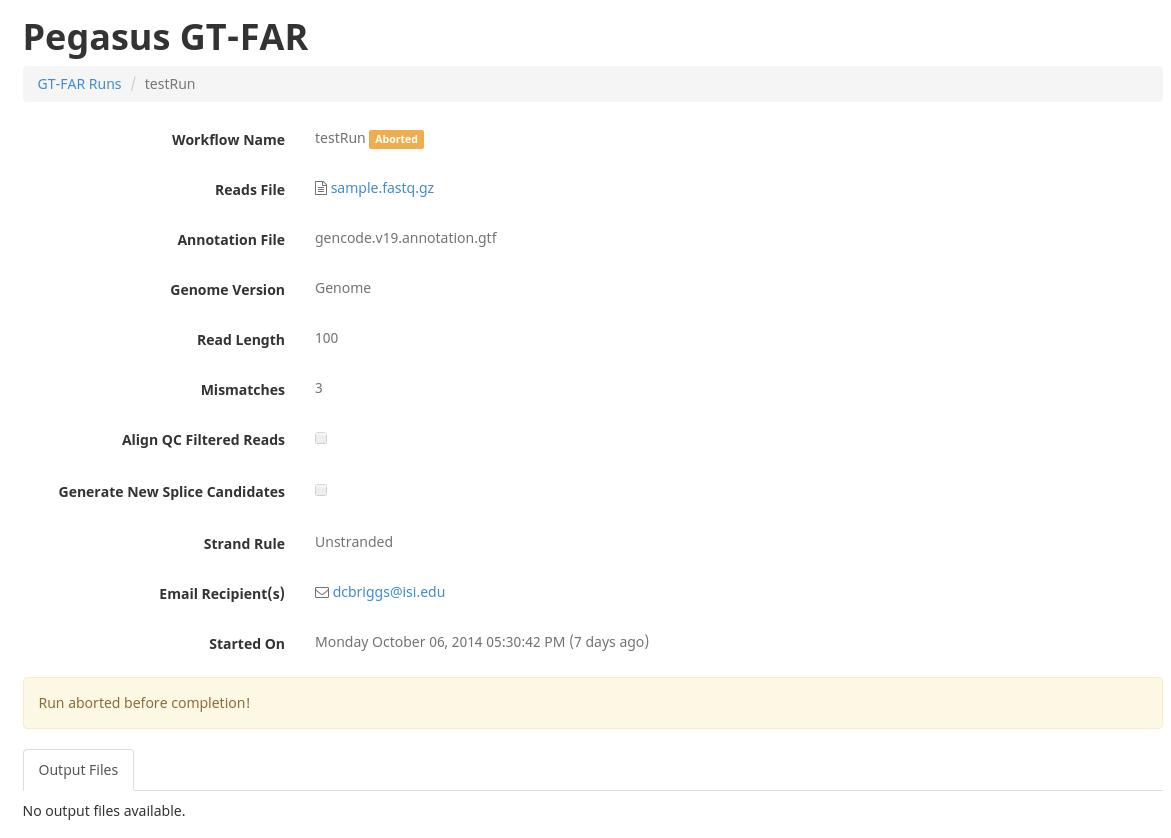 Pegasus GT-FAR
GT-FAR Runs / testRun
Workflow Name testRun Aborted
Reads File sample.fastq.gz
Annotation File gencode.v19.annotation.gtf
Genome Version Genome
Read Length 100
Mismatches 3
Align QC Filtered Reads
Generate New Splice Candidates
Strand Rule Unstranded
Email Recipient(s) dcbriggs@isi.edu
Started On Monday October 06, 2014 05:30:42 PM (7 days ago)
Run aborted before completion!
Output Files
No output files available.